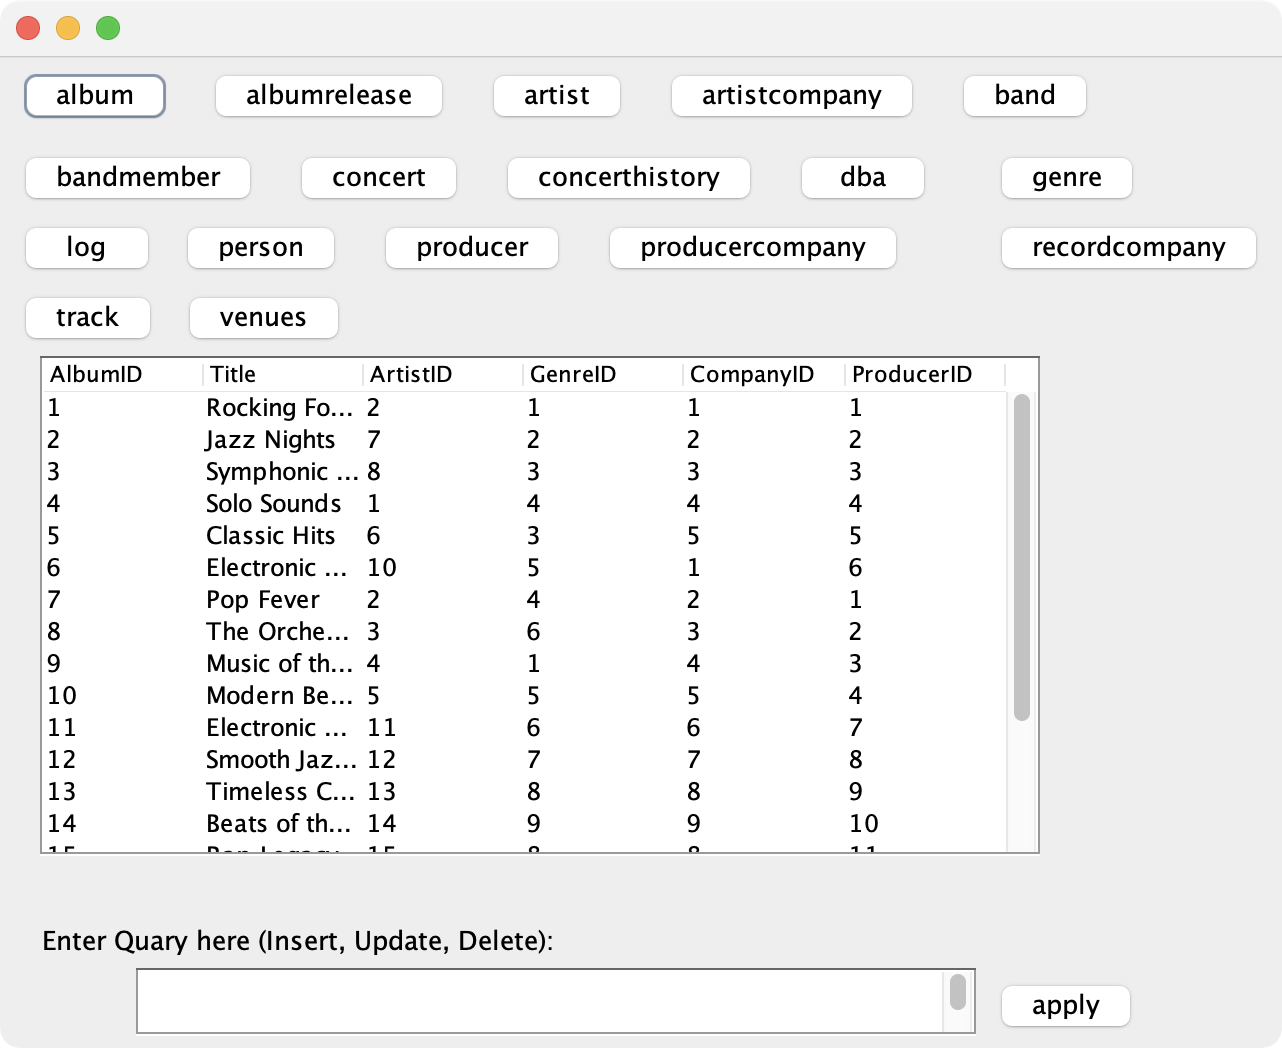 album albumrelease artist artistcompany band
bandmember concert concerthistory dba genre
log person producer producercompany recordcompany
track venues
AlbumID Title ArtistID GenreID CompanyID ProducerID
1 Rocking Fo... 2 1 1 1
2 Jazz Nights 7 2 2 2
3 Symphonic ... 8 3 3 3
4 Solo Sounds 1 4 4 4
5 Classic Hits 6 3 5 5
6 Electronic ... 10 5 1 6
7 Pop Fever 2 4 2 1
8 The Orche... 3 6 3 2
9 Music of th... 4 1 4 3
10 Modern Be... 5 5 5 4
11 Electronic ... 11 6 6 7
12 Smooth Jaz... 12 7 7 8
13 Timeless C... 13 8 8 9
14 Beats of th... 14 9 9 10
Enter Quary here (Insert, Update, Delete):
apply